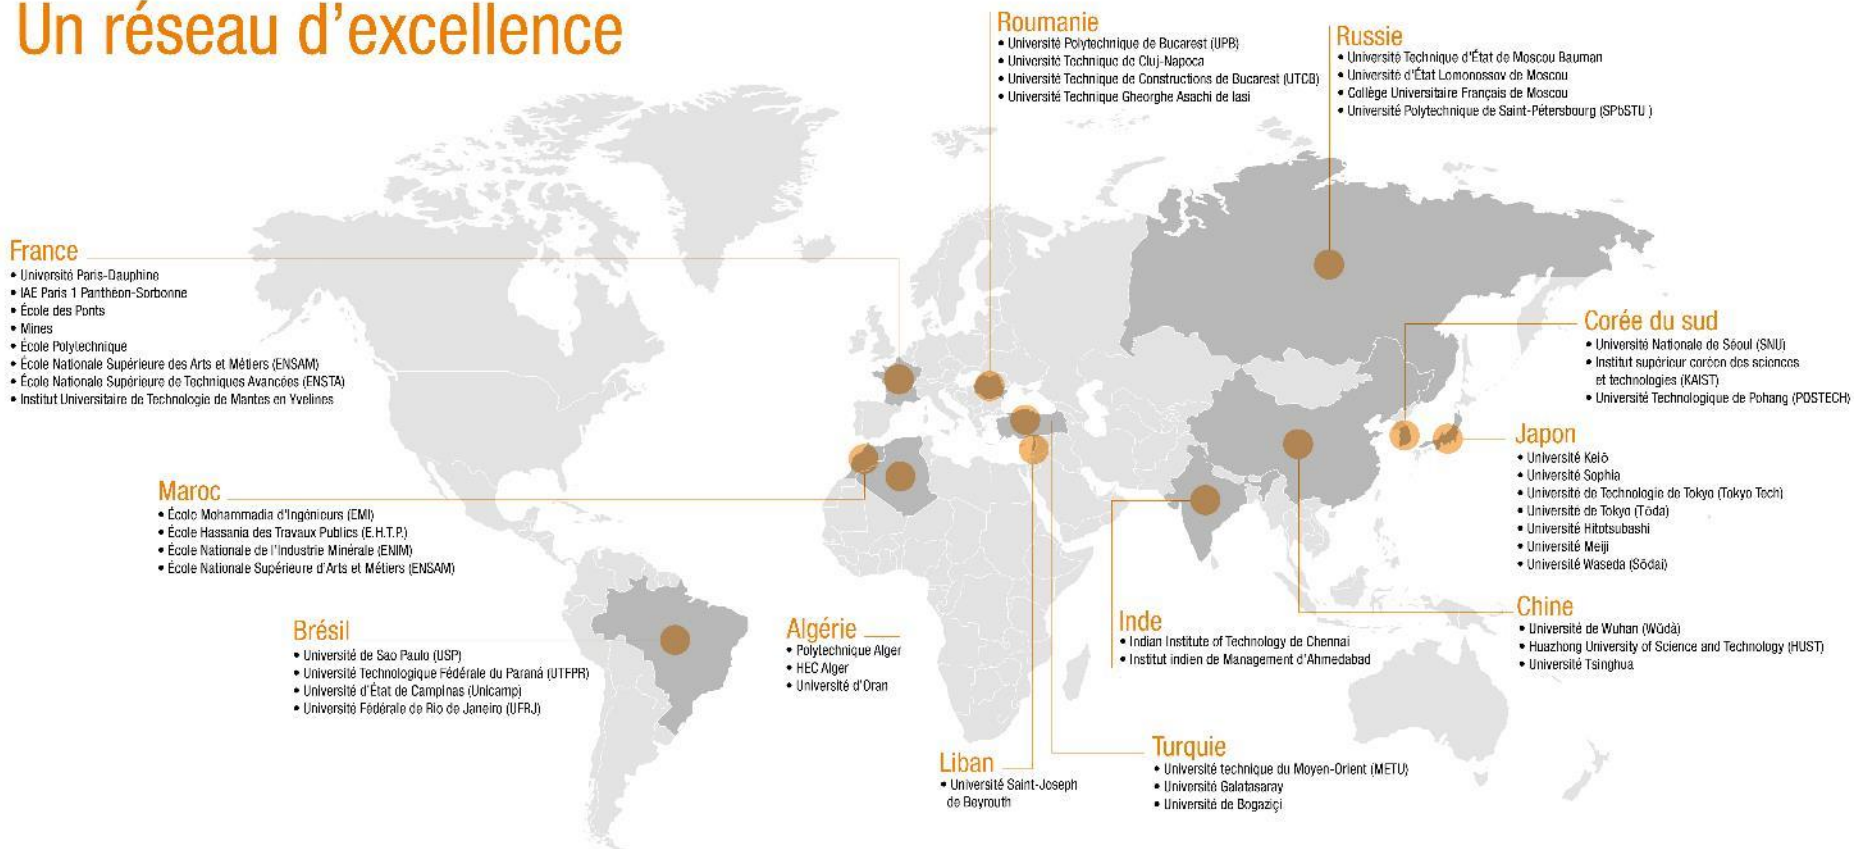 Un réseau d'excellence
Roumanie
• Université Polytechnique de Bucarest (UPB)
• Université Technique de Cluj-Napoca
• Université Technique de Constructions de Bucarest (UTCB)
• Université Technique Gheorghe Asachi de Iasi
Russie
• Université Technique d'État de Moscou Bauman
• Université d'État Lomonossov de Moscou
• Collège Universitaire Français de Moscou
• Université Polytechnique de Saint-Pétersbourg (SPbSTU )
France
• Université Paris-Dauphine
• IAE Paris 1 Panthéon-Sorbonne
• École des Ponts
• Mines
• École Polytechnique
• École Nationale Supérieure des Arts et Métiers (ENSAM)
• École Nationale Supérieure de Techniques Avancées (ENSTA)
• Institut Universitaire de Technologie de Mantes en Yvelines
Corée du sud
• Université Nationale de Séoul (SNU)
• Institut supérieur coréen des sciences
et technologies (KAIST)
• Université Technologique de Pohang (POSTECH)
Japon
• Université Keiō
• Université Sophia
• Université de Technologie de Tokyo (Tokyo Tech)
• Université de Tokyo (Tōda)
• Université Hitotsubashi
• Université Meiji
• Université Waseda (Sōdai)
Maroc
• École Mohammadia d'Ingénieurs (EMI)
• École Hassania des Travaux Publics (E.H.T.P.)
• École Nationale de l'Industrie Minérale (ENIM)
• École Nationale Supérieure d'Arts et Métiers (ENSAM)
Chine
• Université de Wuhan (Wŭdà)
• Huazhong University of Science and Technology (HUST)
• Université Tsinghua
Inde
• Indian Institute of Technology de Chennai
• Institut indien de Management d'Ahmedabad
Brésil
• Université de Sao Paulo (USP)
• Université Technologique Fédérale du Paraná (UTFPR)
• Université d'État de Campinas (Unicamp)
• Université Fédérale de Rio de Janeiro (UFRJ)
Algérie
• Polytechnique Alger
• HEC Alger
• Université d'Oran
Turquie
• Université technique du Moyen-Orient (METU)
• Université Galatasaray
• Université de Bogaziçi
Liban
• Université Saint-Joseph
de Beyrouth